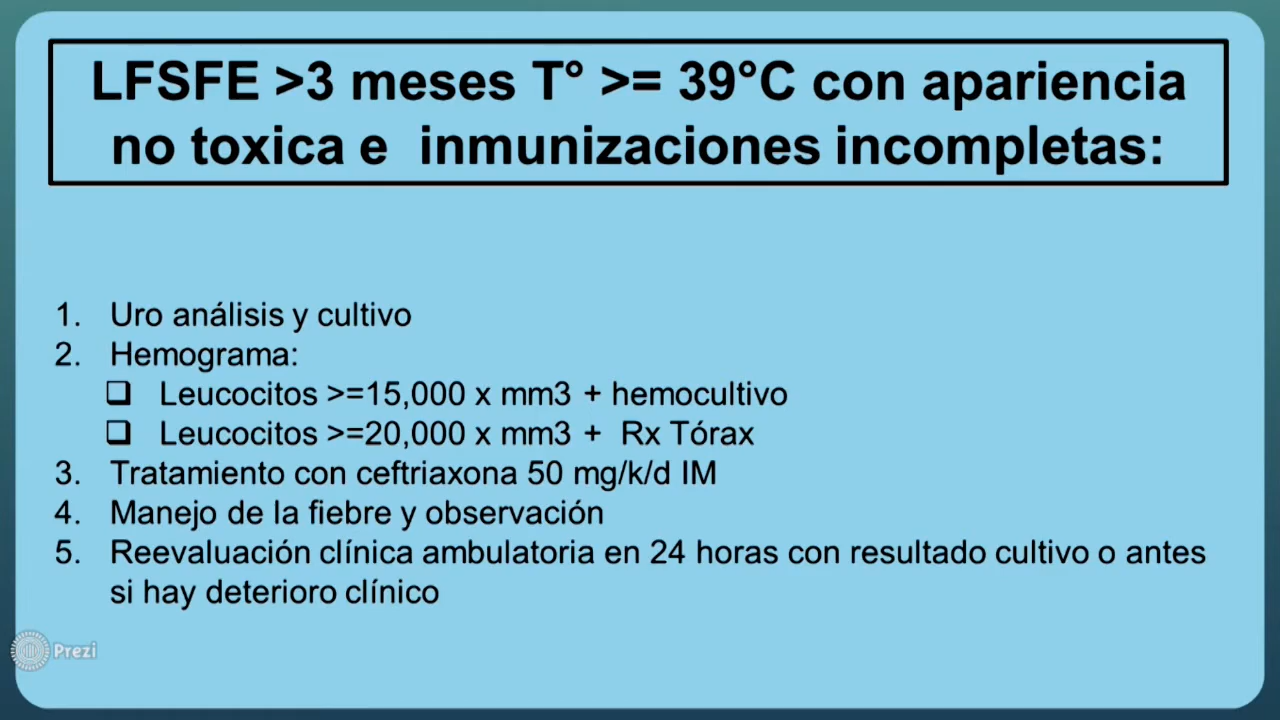 LFSFE >3 meses T° >= 39°C con apariencia
no toxica e inmunizaciones incompletas:
1. Uro análisis y cultivo
2. Hemograma:
❑ Leucocitos >=15,000 x mm3 + hemocultivo
❑ Leucocitos >=20,000 x mm3 + Rx Tórax
3. Tratamiento con ceftriaxona 50 mg/k/d IM
4. Manejo de la fiebre y observación
5. Reevaluación clínica ambulatoria en 24 horas con resultado cultivo o antes
si hay deterioro clínico
Prezi